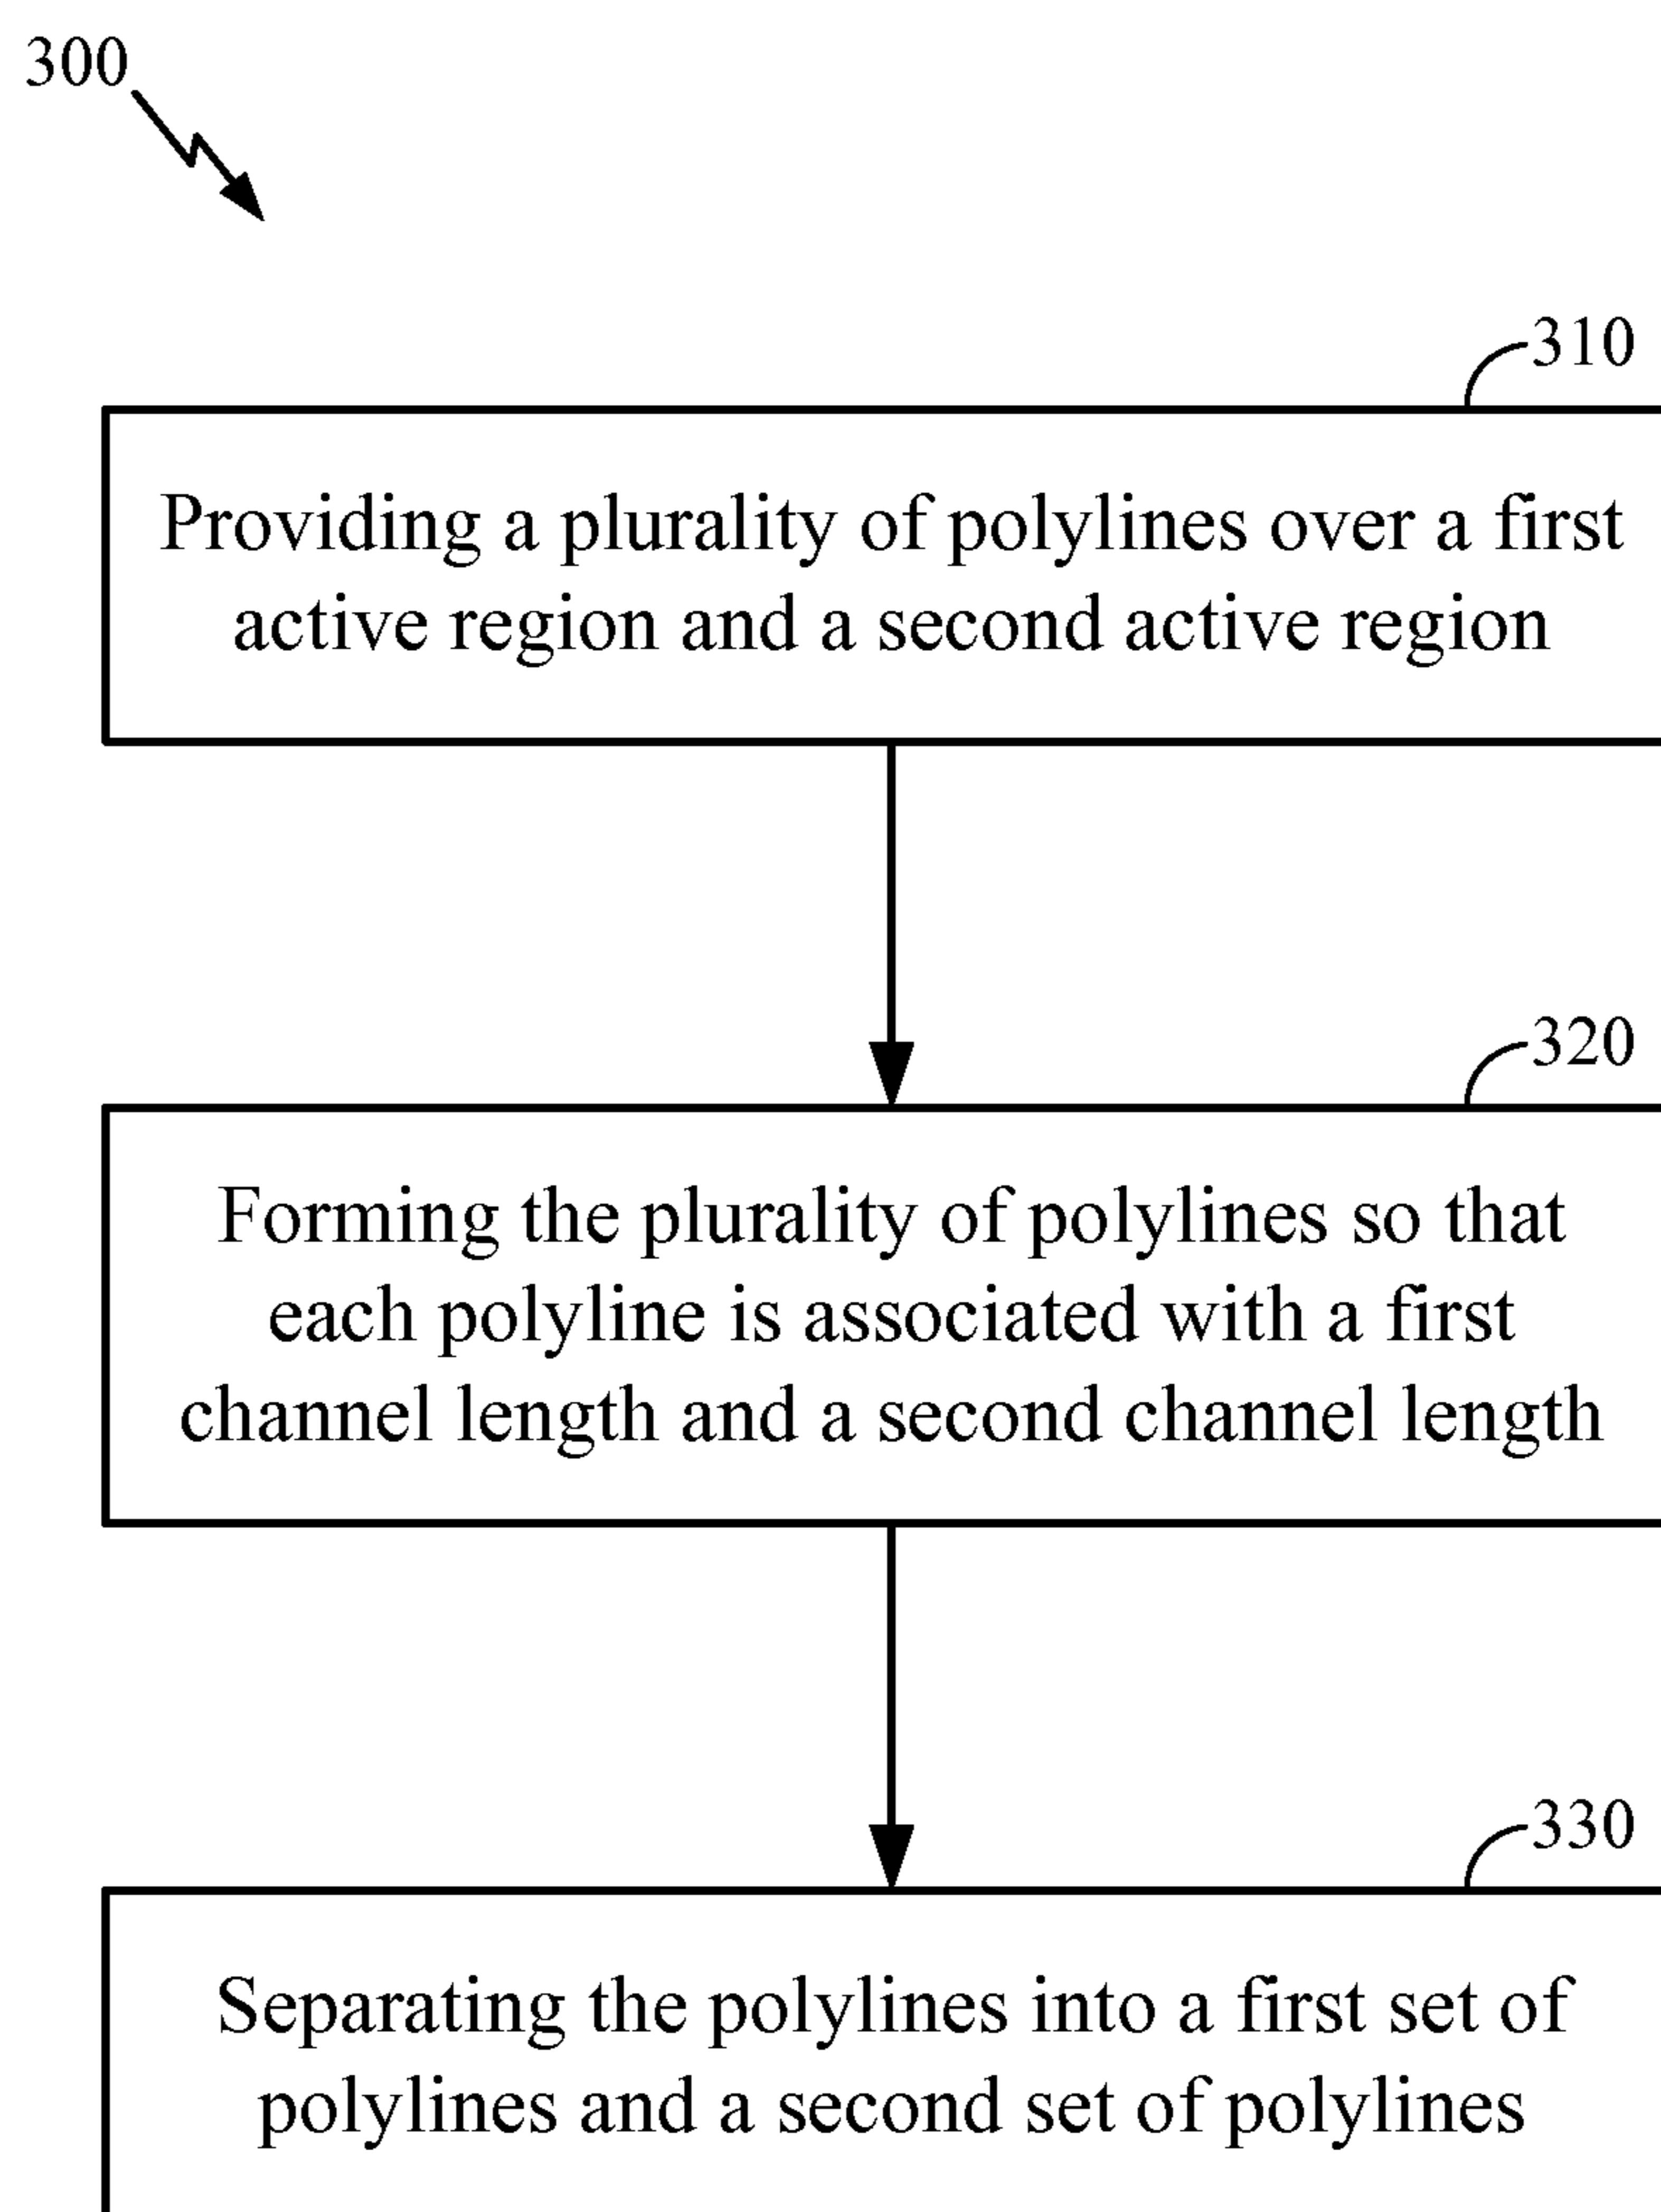 300
310
Providing a plurality of polylines over a first
active region and a second active region
320
Forming the plurality of polylines so that
each polyline is associated with a first
channel length and a second channel length
330
Separating the polylines into a first set of
polylines and a second set of polylines